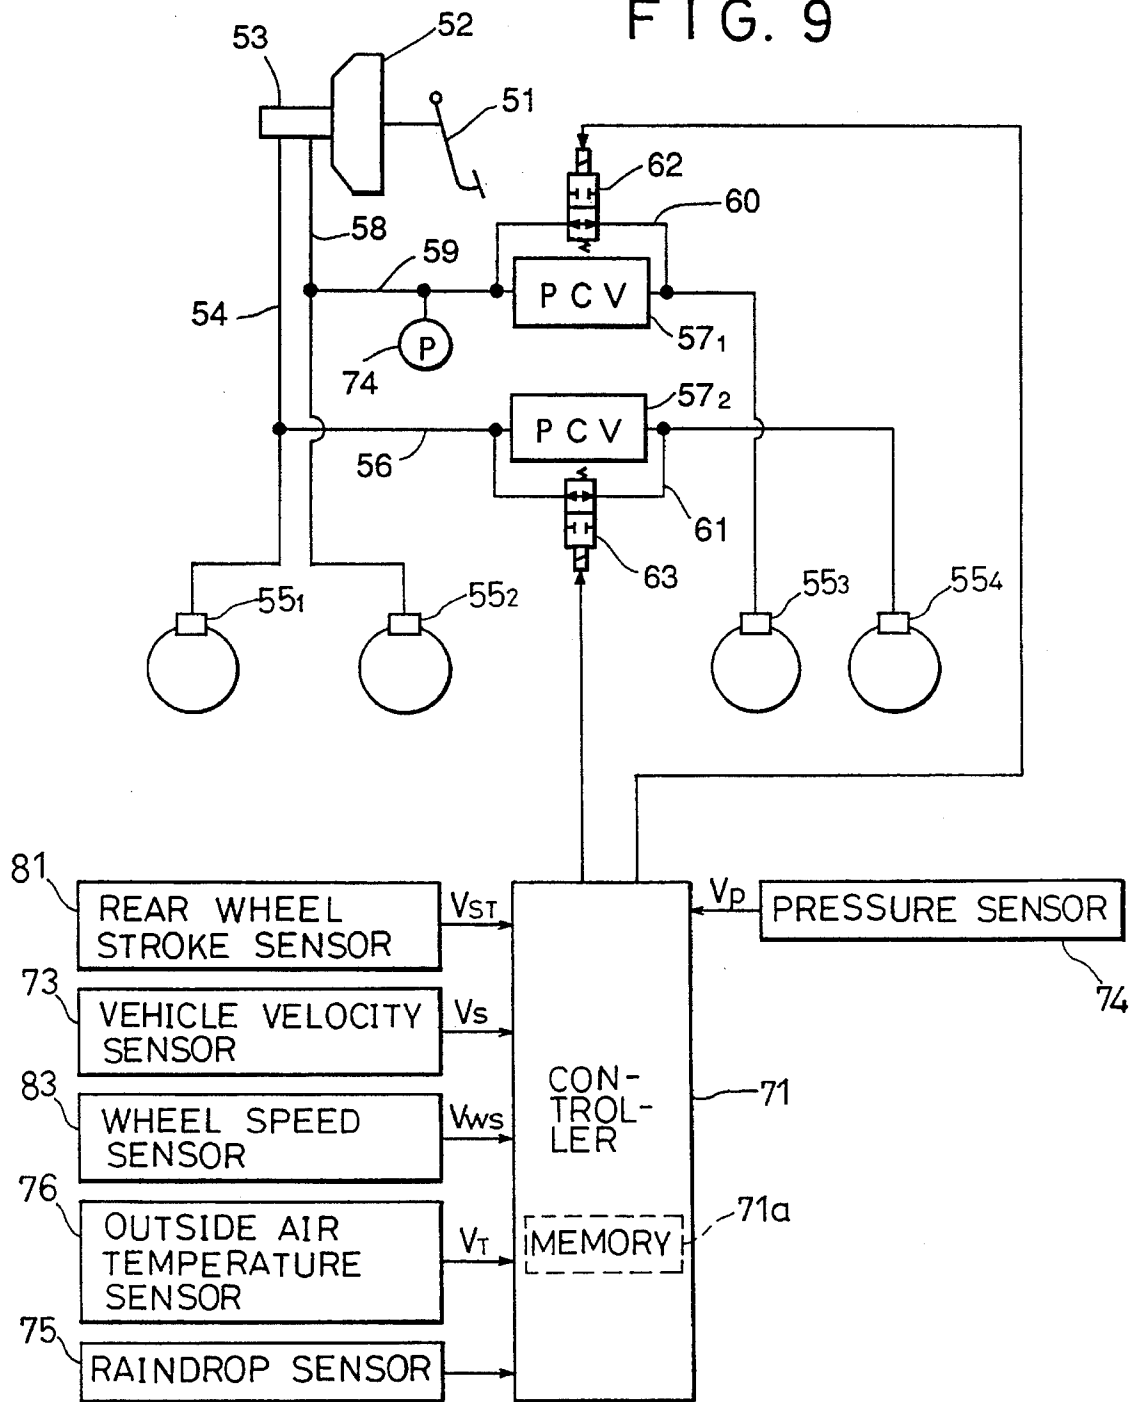 FIG. 9
53
52
51
62
60
58
59
54
P C V
57₁
P
74
57₂
P C V
56
61
63
55₁
55₂
55₃
55₄
81
REAR WHEEL
STROKE SENSOR
VST
Vp
PRESSURE SENSOR
74
73
VEHICLE VELOCITY
SENSOR
Vs
83
WHEEL SPEED
SENSOR
Vws
CON-
TROL-
LER
71
76
OUTSIDE AIR
TEMPERATURE
SENSOR
VT
MEMORY
71a
75
RAINDROP SENSOR